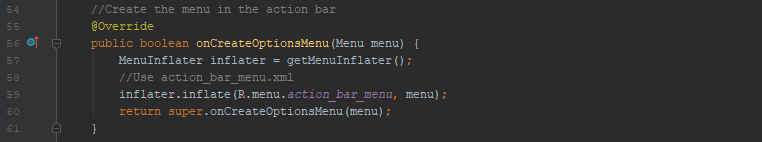 54 //Create the menu in the action bar
55 @Override
56 public boolean onCreateOptionsMenu(Menu menu) {
57 MenuInflater inflater = getMenuInflater();
58 //Use action_bar_menu.xml
59 inflater.inflate(R.menu.action_bar_menu, menu);
60 return super.onCreateOptionsMenu(menu);
61 }